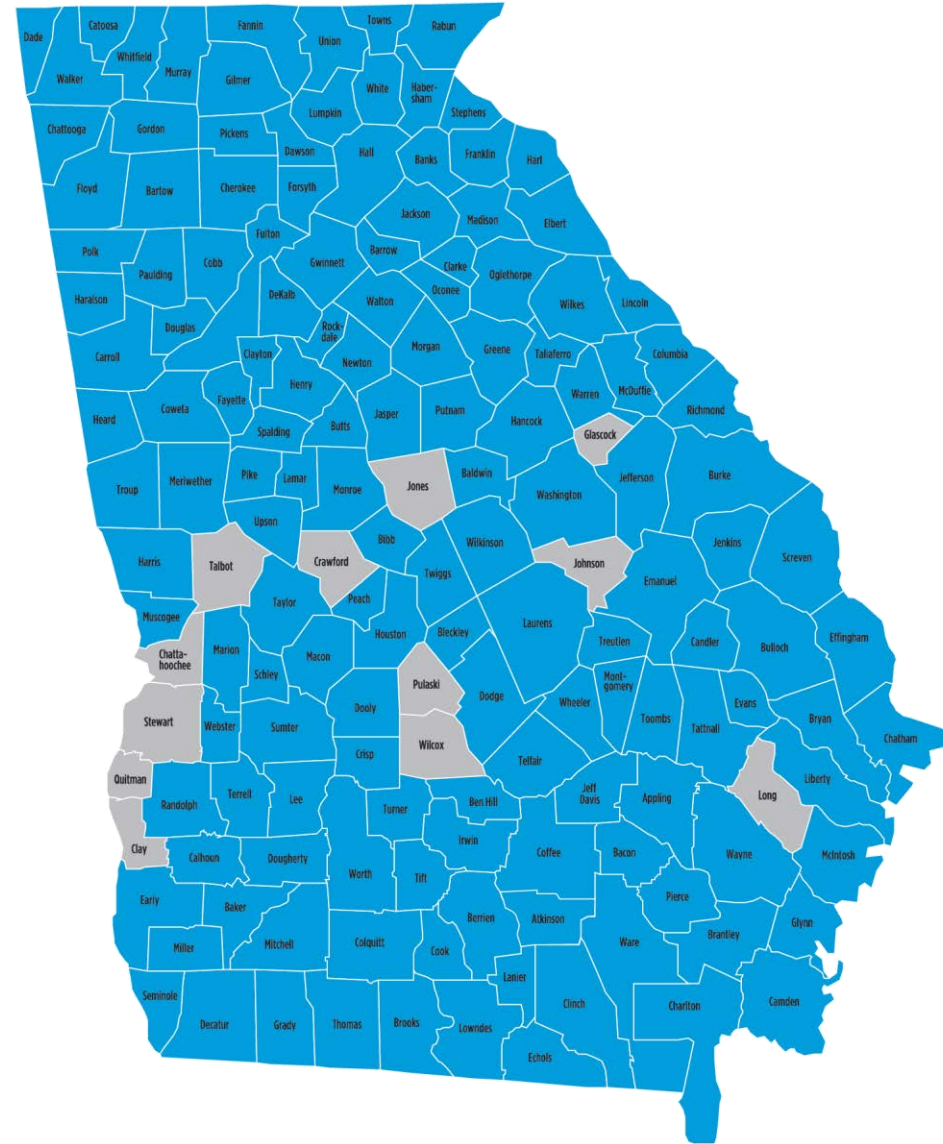 Dade
Catoosa
Whitfield
Walker
Murray
Fannin
Gilmer
Union
Towns
Rabun
White
Haber-
sham
Lumpkin
Stephens
Chattooga
Gordon
Pickens
Dawson
Hall
Banks
Franklin
Hart
Floyd
Bartow
Cherokee
Forsyth
Jackson
Madison
Elbert
Polk
Paulding
Cobb
Fulton
Gwinnett
Barrow
Clarke
Oconee
Oglethorpe
Haralson
Douglas
DeKalb
Rock-
dale
Walton
Wilkes
Lincoln
Carroll
Clayton
Henry
Newton
Morgan
Greene
Taliaferro
Columbia
McDuffie
Warren
Heard
Coweta
Fayette
Spalding
Butts
Jasper
Putnam
Hancock
Glascock
Richmond
Troup
Meriwether
Pike
Lamar
Monroe
Jones
Baldwin
Washington
Jefferson
Burke
Upson
Harris
Talbot
Crawford
Bibb
Twiggs
Wilkinson
Johnson
Emanuel
Jenkins
Screven
Muscogee
Taylor
Peach
Houston
Bleckley
Laurens
Treutlen
Candler
Bulloch
Effingham
Chatta-
hoochee
Marion
Schley
Macon
Pulaski
Dodge
Wheeler
Mont-
gomery
Toombs
Tattnall
Evans
Bryan
Chatham
Stewart
Webster
Sumter
Dooly
Crisp
Wilcox
Telfair
Quitman
Randolph
Terrell
Lee
Turner
Ben Hill
Jeff
Davis
Appling
Long
Liberty
Clay
Calhoun
Dougherty
Worth
Tift
Irwin
Coffee
Bacon
Wayne
McIntosh
Early
Baker
Miller
Mitchell
Colquitt
Cook
Berrien
Atkinson
Ware
Pierce
Brantley
Glynn
Seminole
Decatur
Grady
Thomas
Brooks
Lowndes
Lanier
Echols
Clinch
Charlton
Camden